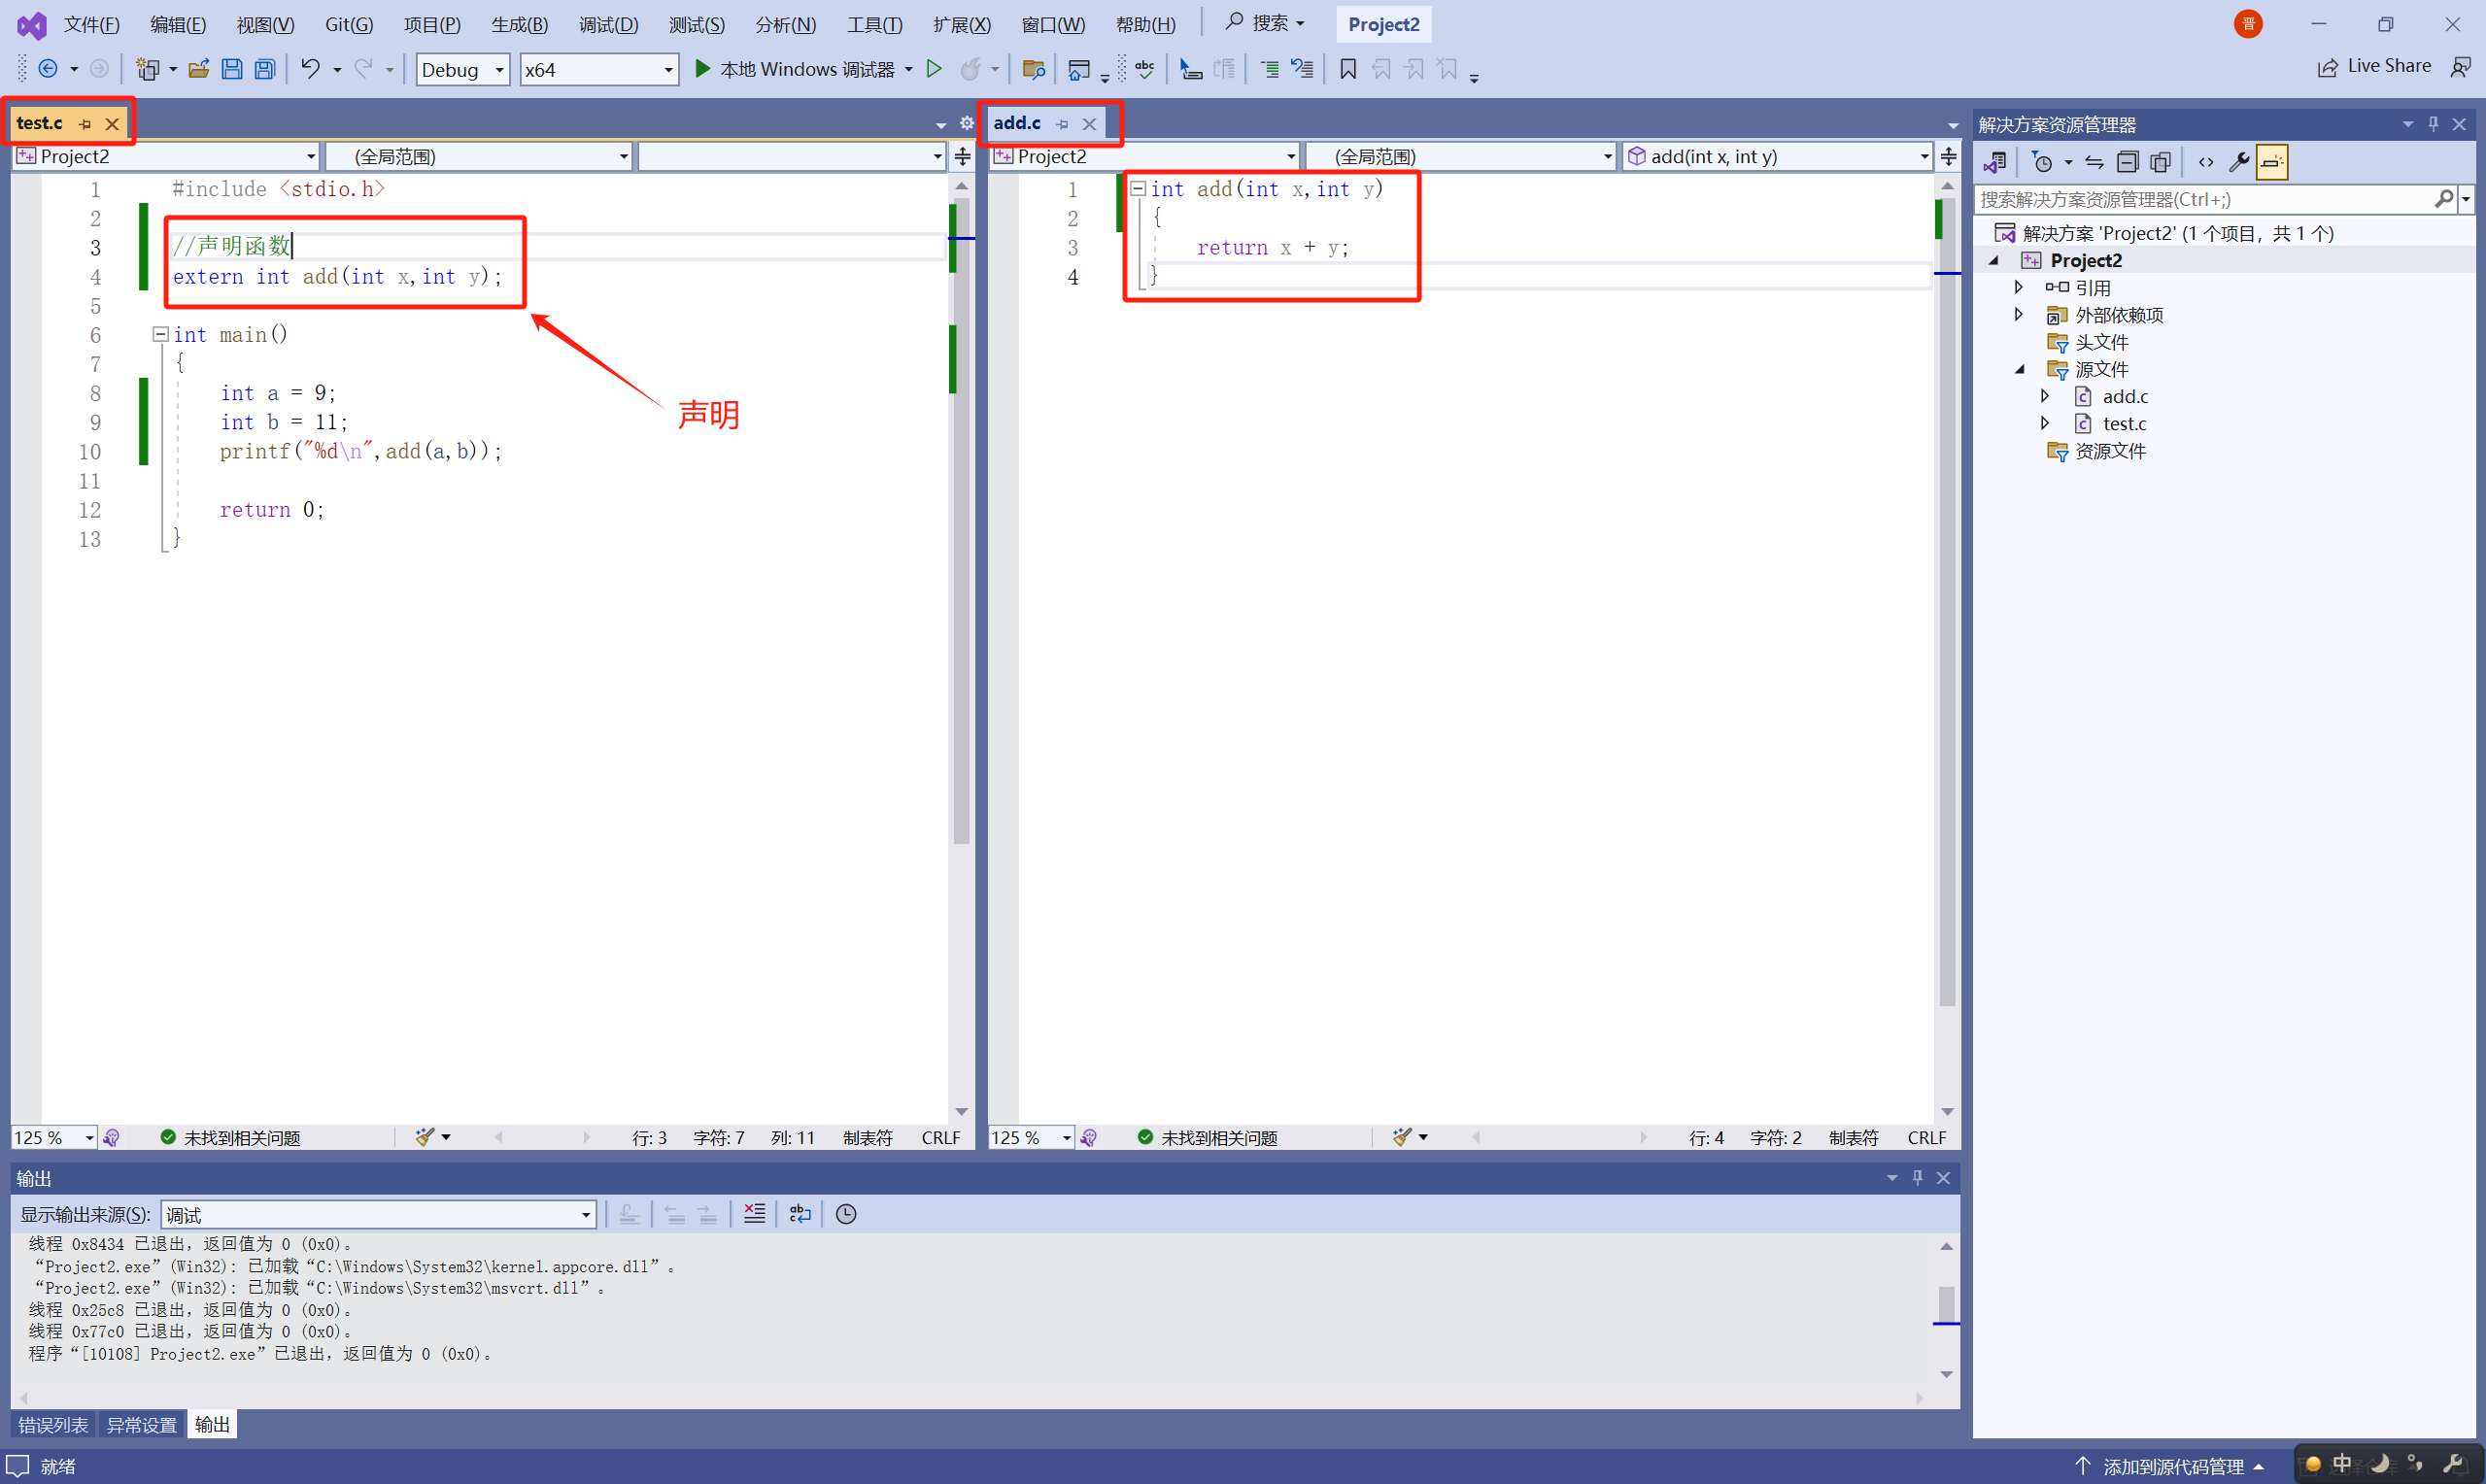 文件(F) 编辑(E) 视图(V) Git(G) 项目(P) 生成(B) 调试(D) 测试(S) 分析(N) 工具(T) 扩展(X) 窗口(W) 帮助(H) 搜索 Project2 晋
Debug x64 本地 Windows 调试器 abc Live Share
test.c
Project2 (全局范围)
1 #include <stdio.h>
2
3 //声明函数
4 extern int add(int x,int y);
5
6 int main()
7 {
8 int a = 9;
9 int b = 11;
10 printf("%d\n",add(a,b));
11
12 return 0;
13 }
声明
125 % 未找到相关问题 行: 3 字符: 7 列: 11 制表符 CRLF
add.c
Project2 (全局范围) add(int x, int y)
1 int add(int x,int y)
2 {
3 return x + y;
4 }
125 % 未找到相关问题 行: 4 字符: 2 制表符 CRLF
解决方案资源管理器
搜索解决方案资源管理器(Ctrl+;)
解决方案 'Project2' (1 个项目，共 1 个)
Project2
引用
外部依赖项
头文件
源文件
add.c
test.c
资源文件
输出
显示输出来源(S): 调试
线程 0x8434 已退出，返回值为 0 (0x0)。
“Project2.exe”(Win32): 已加载“C:\Windows\System32\kernel.appcore.dll”。
“Project2.exe”(Win32): 已加载“C:\Windows\System32\msvcrt.dll”。
线程 0x25c8 已退出，返回值为 0 (0x0)。
线程 0x77c0 已退出，返回值为 0 (0x0)。
程序“[10108] Project2.exe”已退出，返回值为 0 (0x0)。
错误列表 异常设置 输出
就绪 添加到源代码管理 中